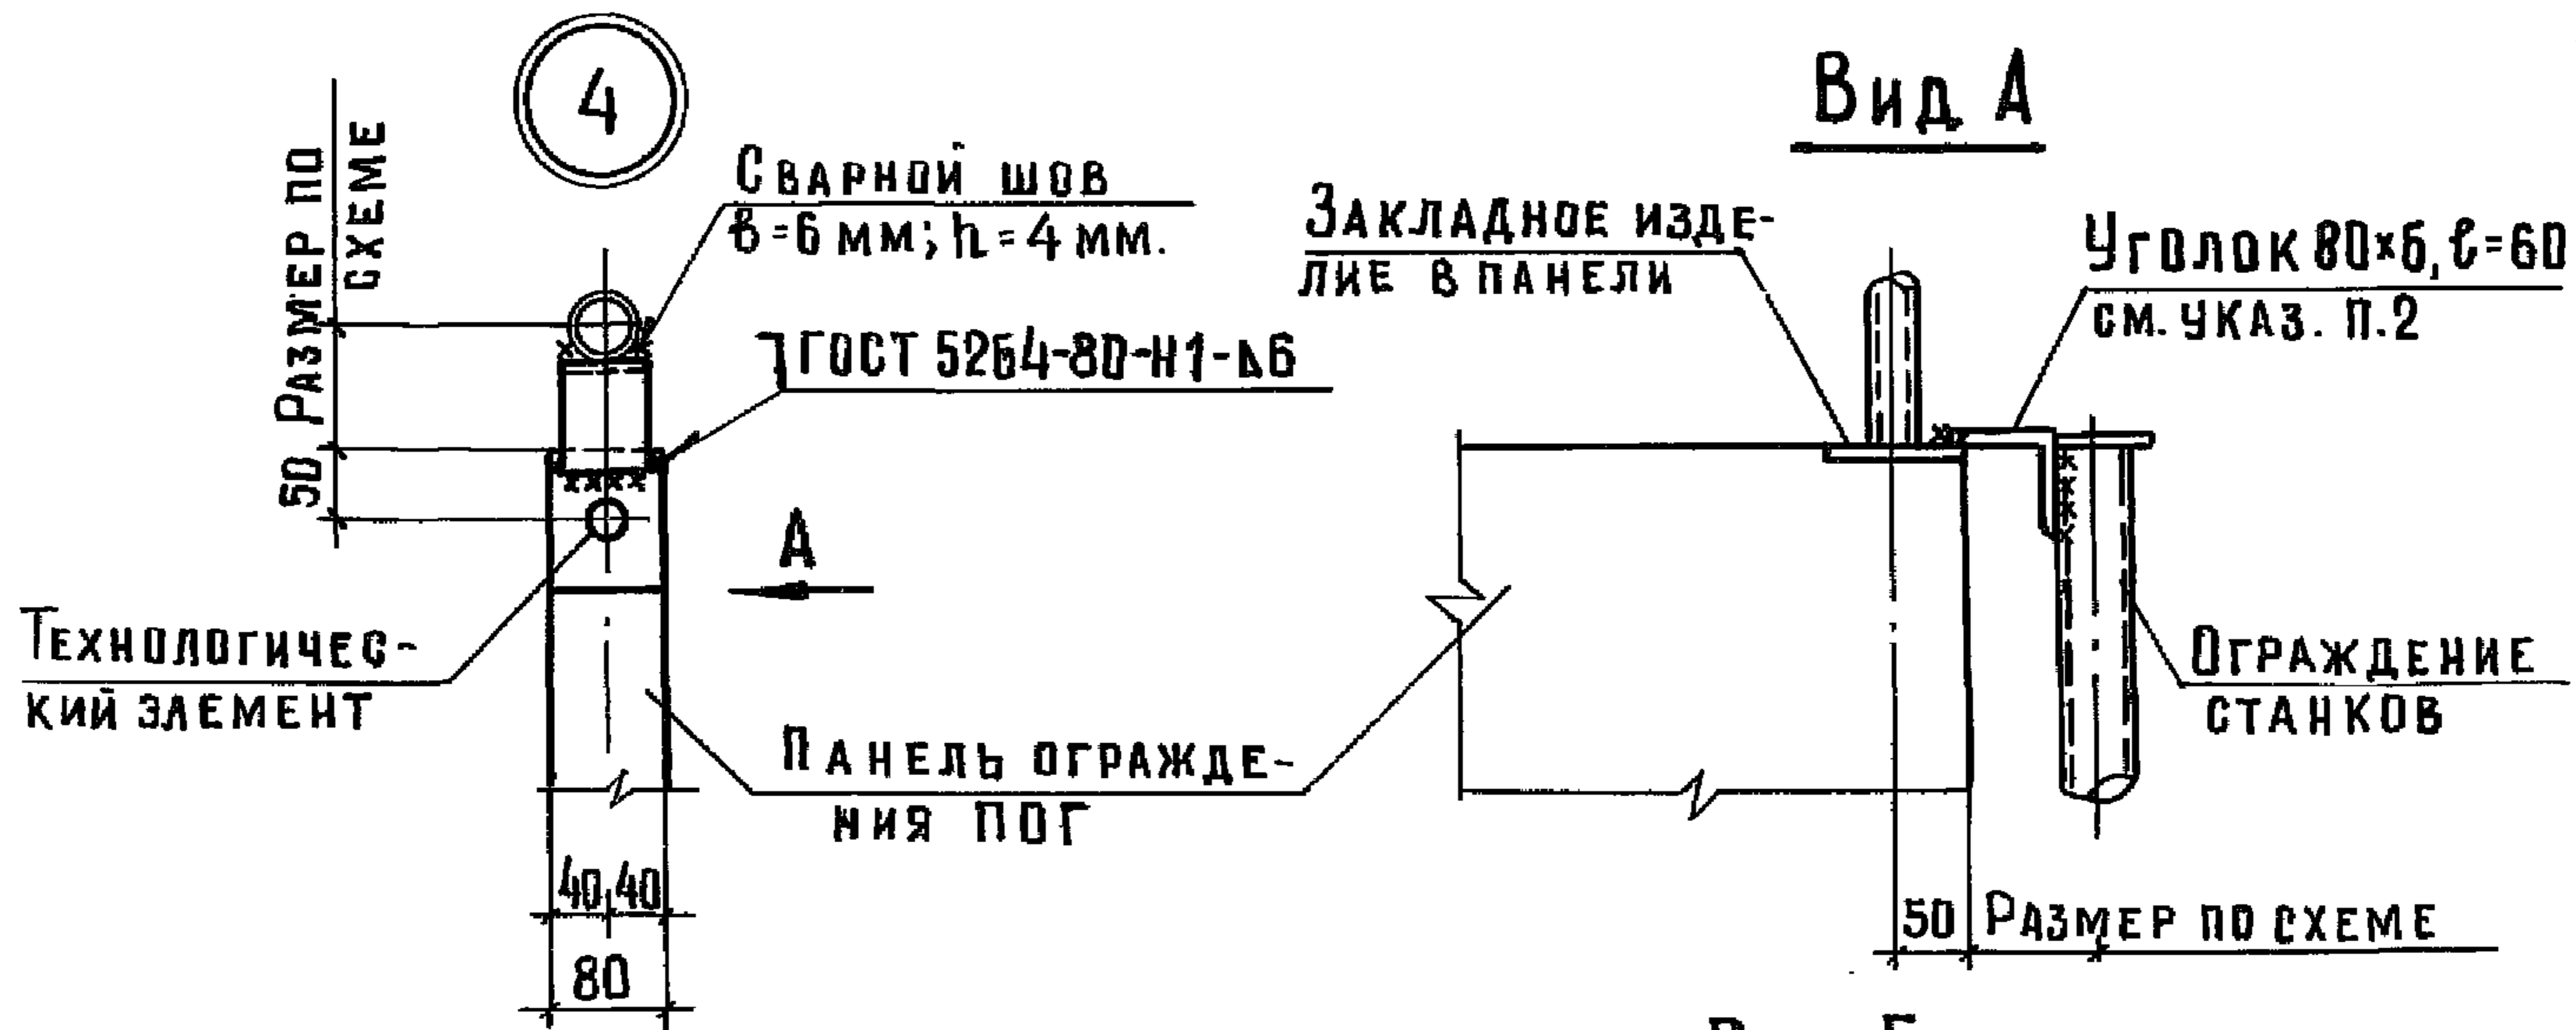 4
Вид А
Размер по
схеме
50
Сварной шов
в=6 мм; h=4 мм.
ГОСТ 5264-80-Н1-△6
Технологичес-
кий элемент
А
Панель огражде-
ния ПОГ
40 40
80
Закладное изде-
лие в панели
Уголок 80×6, ℓ=60
см. указ. п.2
Ограждение
станков
50 Размер по схеме